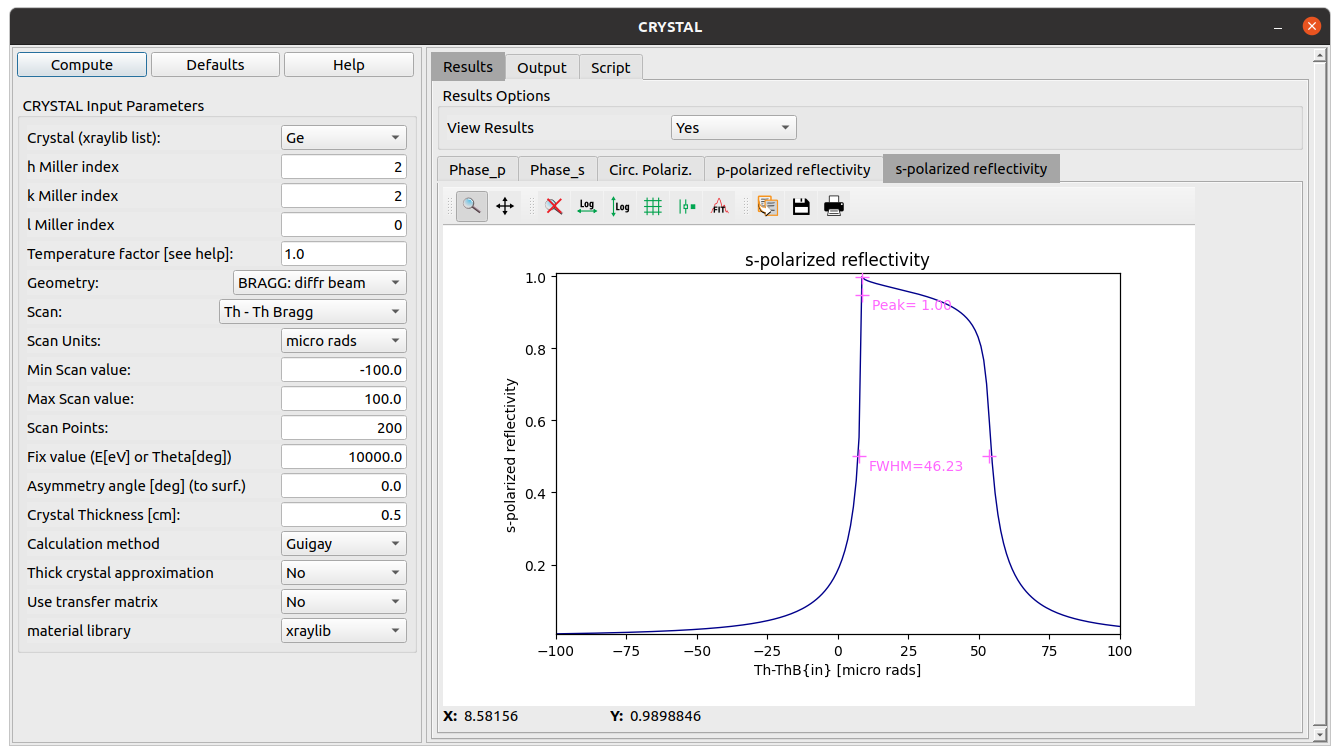 CRYSTAL
Compute Defaults Help
CRYSTAL Input Parameters
Crystal (xraylib list): Ge
h Miller index 2
k Miller index 2
l Miller index 0
Temperature factor [see help]: 1.0
Geometry: BRAGG: diffr beam
Scan: Th - Th Bragg
Scan Units: micro rads
Min Scan value: -100.0
Max Scan value: 100.0
Scan Points: 200
Fix value (E[eV] or Theta[deg]) 10000.0
Asymmetry angle [deg] (to surf.) 0.0
Crystal Thickness [cm]: 0.5
Calculation method Guigay
Thick crystal approximation No
Use transfer matrix No
material library xraylib
Results Output Script
Results Options
View Results Yes
Phase_p Phase_s Circ. Polariz. p-polarized reflectivity s-polarized reflectivity
Log Log FIT
s-polarized reflectivity
s-polarized reflectivity
1.0
0.8
0.6
0.4
0.2
Peak= 1.00
FWHM=46.23
−100 −75 −50 −25 0 25 50 75 100
Th-ThB{in} [micro rads]
X: 8.58156 Y: 0.9898846